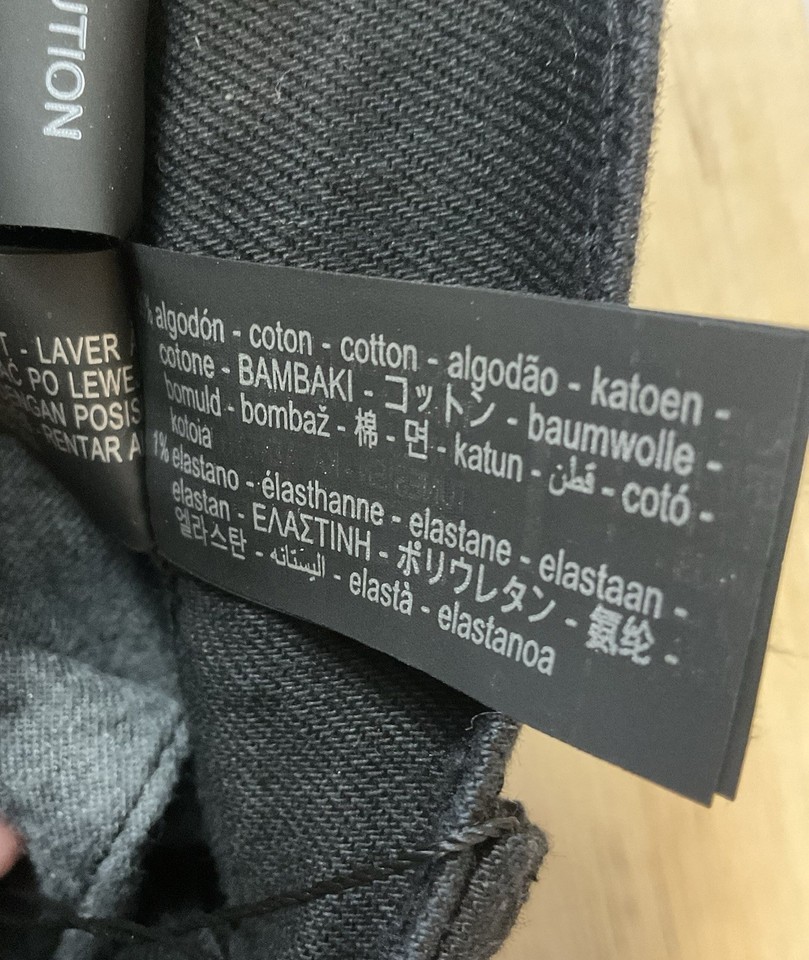 UTION
T - LAVER
PO LEWE
NGAN POSIS
RENTAR A
% algodón - coton - cotton - algodão - katoen -
cotone - BAMBAKI - コットン - baumwolle -
bomuld - bombaž - 棉 - 면 - katun - قطن - cotó -
kotoia
1% elastano - élasthanne - elastane - elastaan -
elastan - ΕΛΑΣΤΙΝΗ - ポリウレタン - 氨纶 -
엘라스탄 - اليستانه - elastà - elastanoa